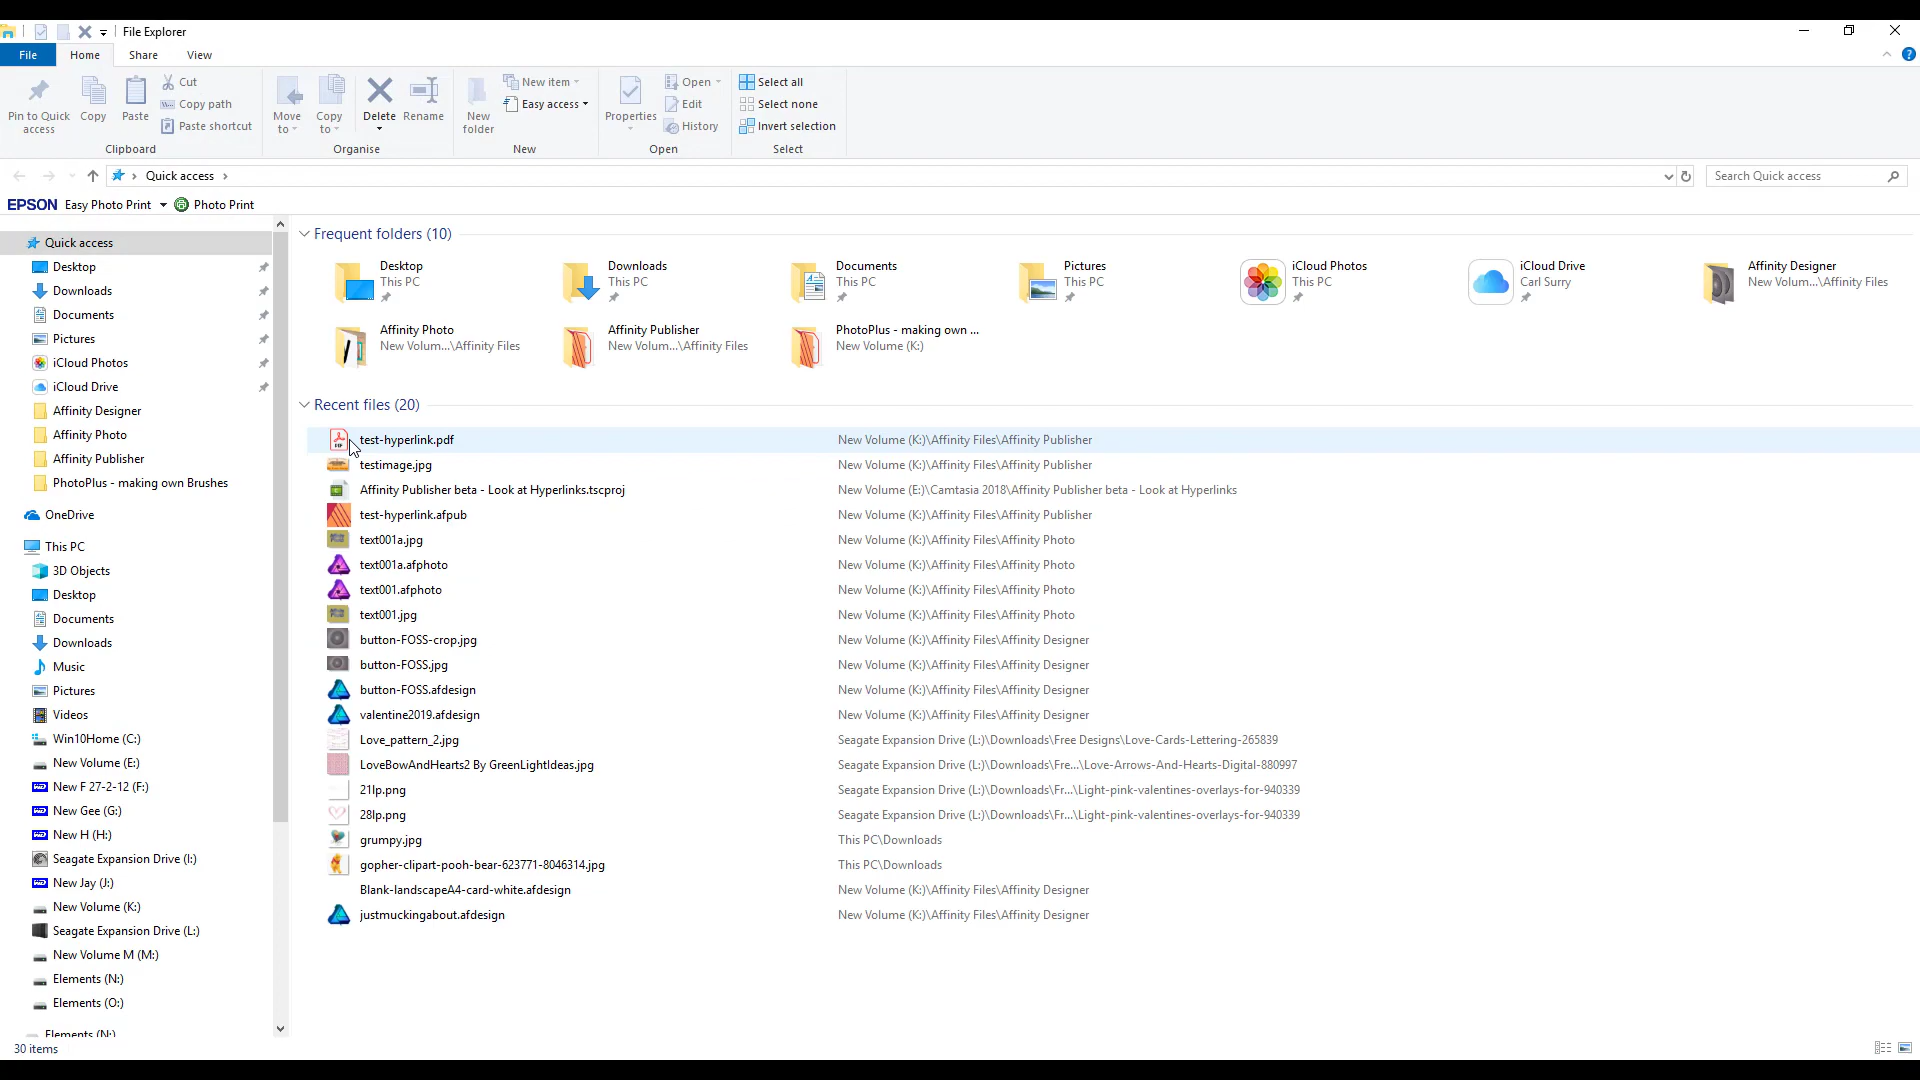 File Explorer
File
Home
Share
View
Pin to Quick
access
Copy
Paste
Cut
Copy path
Paste shortcut
Clipboard
Move
to
Copy
to
Delete
Rename
Organise
New
folder
New item
Easy access
New
Properties
Open
Edit
History
Open
Select all
Select none
Invert selection
Select
Quick access
Search Quick access
EPSON Easy Photo Print Photo Print
Quick access
Desktop
Downloads
Documents
Pictures
iCloud Photos
iCloud Drive
Affinity Designer
Affinity Photo
Affinity Publisher
PhotoPlus - making own Brushes
OneDrive
This PC
3D Objects
Desktop
Documents
Downloads
Music
Pictures
Videos
Win10Home (C:)
New Volume (E:)
New F 27-2-12 (F:)
New Gee (G:)
New H (H:)
Seagate Expansion Drive (I:)
New Jay (J:)
New Volume (K:)
Seagate Expansion Drive (L:)
New Volume M (M:)
Elements (N:)
Elements (O:)
Elements (N:)
Frequent folders (10)
Desktop
This PC
Downloads
This PC
Documents
This PC
Pictures
This PC
iCloud Photos
This PC
iCloud Drive
Carl Surry
Affinity Designer
New Volum...\Affinity Files
Affinity Photo
New Volum...\Affinity Files
Affinity Publisher
New Volum...\Affinity Files
PhotoPlus - making own ...
New Volume (K:)
Recent files (20)
test-hyperlink.pdf New Volume (K:)\Affinity Files\Affinity Publisher
testimage.jpg New Volume (K:)\Affinity Files\Affinity Publisher
Affinity Publisher beta - Look at Hyperlinks.tscproj New Volume (E:)\Camtasia 2018\Affinity Publisher beta - Look at Hyperlinks
test-hyperlink.afpub New Volume (K:)\Affinity Files\Affinity Publisher
text001a.jpg New Volume (K:)\Affinity Files\Affinity Photo
text001a.afphoto New Volume (K:)\Affinity Files\Affinity Photo
text001.afphoto New Volume (K:)\Affinity Files\Affinity Photo
text001.jpg New Volume (K:)\Affinity Files\Affinity Photo
button-FOSS-crop.jpg New Volume (K:)\Affinity Files\Affinity Designer
button-FOSS.jpg New Volume (K:)\Affinity Files\Affinity Designer
button-FOSS.afdesign New Volume (K:)\Affinity Files\Affinity Designer
valentine2019.afdesign New Volume (K:)\Affinity Files\Affinity Designer
Love_pattern_2.jpg Seagate Expansion Drive (L:)\Downloads\Free Designs\Love-Cards-Lettering-265839
LoveBowAndHearts2 By GreenLightIdeas.jpg Seagate Expansion Drive (L:)\Downloads\Fre...\Love-Arrows-And-Hearts-Digital-880997
21lp.png Seagate Expansion Drive (L:)\Downloads\Fr...\Light-pink-valentines-overlays-for-940339
28lp.png Seagate Expansion Drive (L:)\Downloads\Fr...\Light-pink-valentines-overlays-for-940339
grumpy.jpg This PC\Downloads
gopher-clipart-pooh-bear-623771-8046314.jpg This PC\Downloads
Blank-landscapeA4-card-white.afdesign New Volume (K:)\Affinity Files\Affinity Designer
justmuckingabout.afdesign New Volume (K:)\Affinity Files\Affinity Designer
30 items